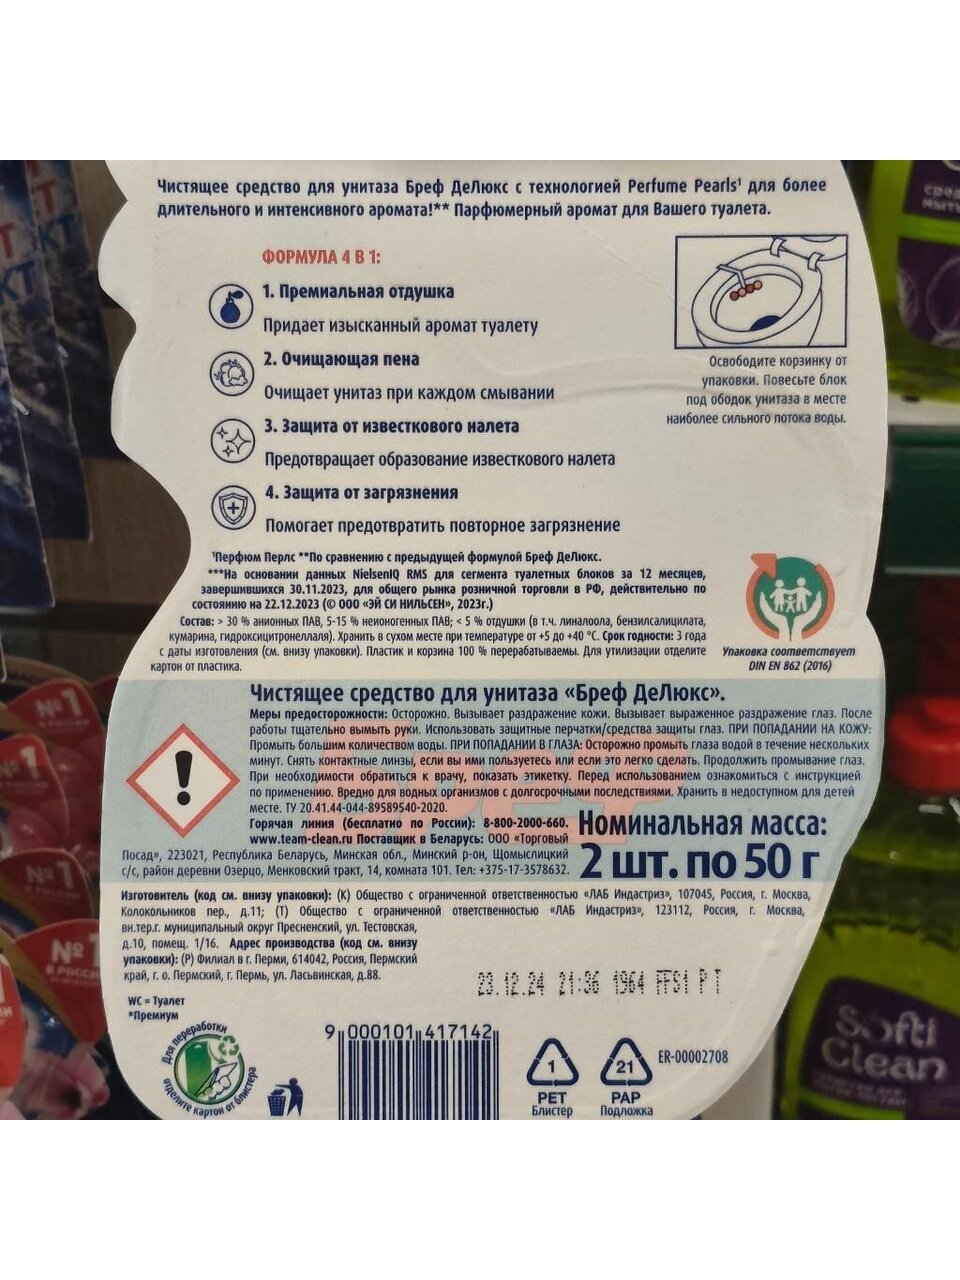 Чистящее средство для унитаза Бреф ДеЛюкс с технологией Perfume Pearls¹ для более
длительного и интенсивного аромата!** Парфюмерный аромат для Вашего туалета.
ФОРМУЛА 4 В 1:
1. Премиальная отдушка
Придает изысканный аромат туалету
2. Очищающая пена
Очищает унитаз при каждом смывании
3. Защита от известкового налета
Предотвращает образование известкового налета
4. Защита от загрязнения
Помогает предотвратить повторное загрязнение
Освободите корзинку от
упаковки. Повесьте блок
под ободок унитаза в месте
наиболее сильного потока воды.
¹Перфюм Перлс **По сравнению с предыдущей формулой Бреф ДеЛюкс.
***На основании данных NielsenIQ RMS для сегмента туалетных блоков за 12 месяцев,
завершившихся 30.11.2023, для общего рынка розничной торговли в РФ, действительно по
состоянию на 22.12.2023 (© ООО «ЭЙ СИ НИЛЬСЕН», 2023г.)
Состав: > 30 % анионных ПАВ, 5-15 % неионогенных ПАВ; < 5 % отдушки (в т.ч. линалоола, бензилсалицилата,
кумарина, гидроксицитронеллаля). Хранить в сухом месте при температуре от +5 до +40 °С. Срок годности: 3 года
с даты изготовления (см. внизу упаковки). Пластик и корзина 100 % перерабатываемы. Для утилизации отделите
картон от пластика.
Упаковка соответствует
DIN EN 862 (2016)
Чистящее средство для унитаза «Бреф ДеЛюкс».
Меры предосторожности: Осторожно. Вызывает раздражение кожи. Вызывает выраженное раздражение глаз. После
работы тщательно вымыть руки. Использовать защитные перчатки/средства защиты глаз. ПРИ ПОПАДАНИИ НА КОЖУ:
Промыть большим количеством воды. ПРИ ПОПАДАНИИ В ГЛАЗА: Осторожно промыть глаза водой в течение нескольких
минут. Снять контактные линзы, если вы ими пользуетесь или если это легко сделать. Продолжить промывание глаз.
При необходимости обратиться к врачу, показать этикетку. Перед использованием ознакомиться с инструкцией
по применению. Вредно для водных организмов с долгосрочными последствиями. Хранить в недоступном для детей
месте. ТУ 20.41.44-044-89589540-2020.
Горячая линия (бесплатно по России): 8-800-2000-660.
www.team-clean.ru Поставщик в Беларусь: ООО «Торговый
Посад», 223021, Республика Беларусь, Минская обл., Минский р-он, Щомыслицкий
с/с, район деревни Озерцо, Менковский тракт, 14, комната 101. Тел: +375-17-3578632.
Номинальная масса:
2 шт. по 50 г
Изготовитель (код см. внизу упаковки): (К) Общество с ограниченной ответственностью «ЛАБ Индастриз», 107045, Россия, г. Москва,
Колокольников пер., д.11; (Т) Общество с ограниченной ответственностью «ЛАБ Индастриз», 123112, Россия, г. Москва,
вн.тер.г. муниципальный округ Пресненский, ул. Тестовская,
д.10, помещ. 1/16. Адрес производства (код см. внизу
упаковки): (Р) Филиал в г. Перми, 614042, Россия, Пермский
край, г. о. Пермский, г. Пермь, ул. Ласьвинская, д.88.
23.12.24 21:36 1964 FFS1 P T
WC = Туалет
*Премиум
Для переработки
отделите картон от блистера
9 000101 417142
1
PET
Блистер
21
PAP
Подложка
ER-00002708
№1
В РОССИИ
№1
№1
№1
В РОССИИ
Softi
Clean